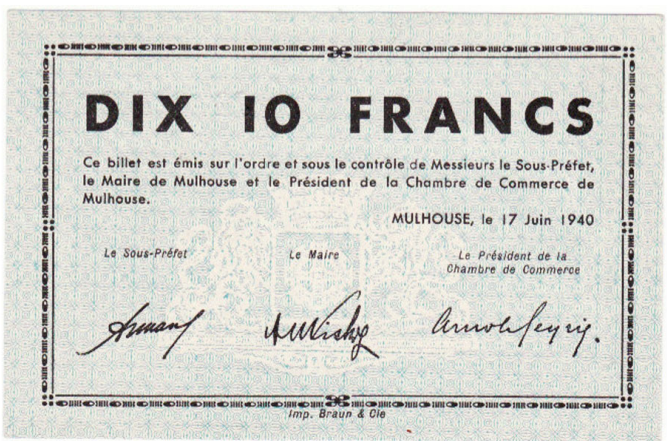 DIX 10 FRANCS
Ce billet est émis sur l'ordre et sous le contrôle de Messieurs le Sous-Préfet,
le Maire de Mulhouse et le Président de la Chambre de Commerce de
Mulhouse.
MULHOUSE, le 17 Juin 1940
Le Sous-Préfet
Le Maire
Le Président de la
Chambre de Commerce
Imp. Braun & Cie